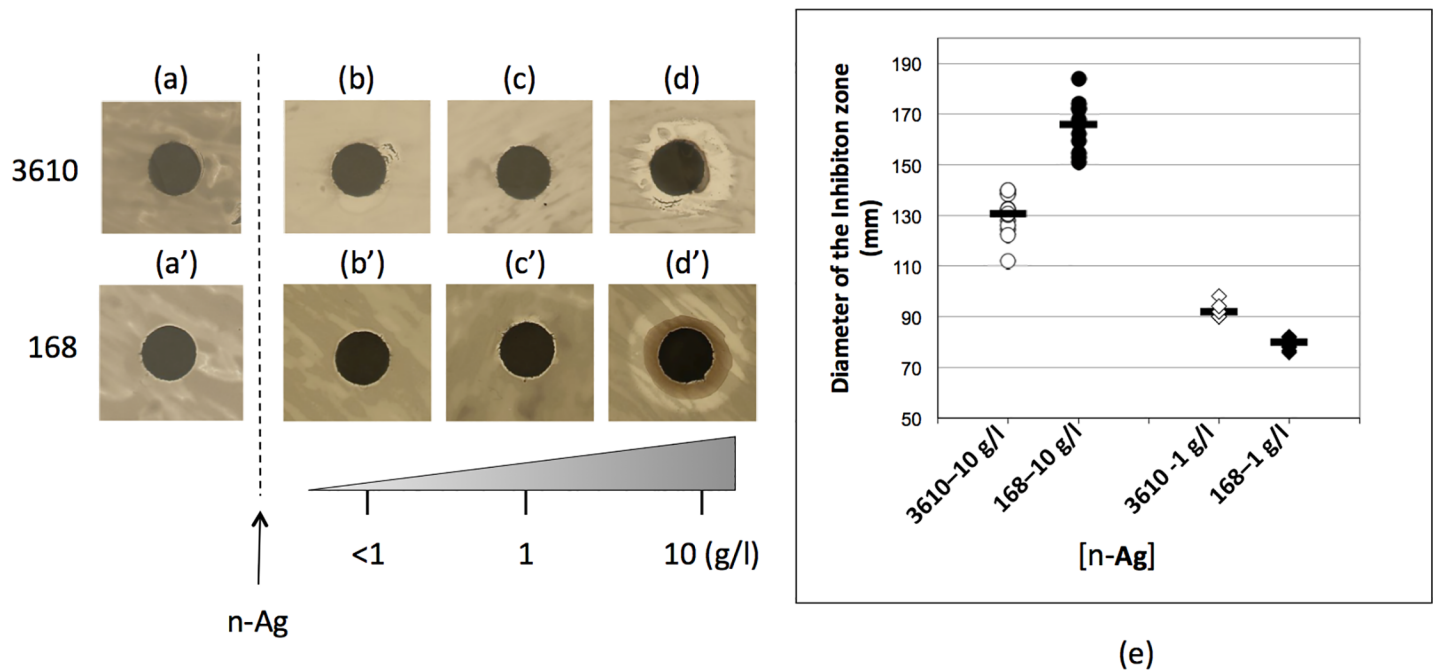 (a) (b) (c) (d)
3610
(a’) (b’) (c’) (d’)
168
<1 1 10 (g/l)
n-Ag
Diameter of the Inhibiton zone
(mm)
190
170
150
130
110
90
70
50
3610–10 g/l
168–10 g/l
3610 -1 g/l
168–1 g/l
[n-Ag]
(e)